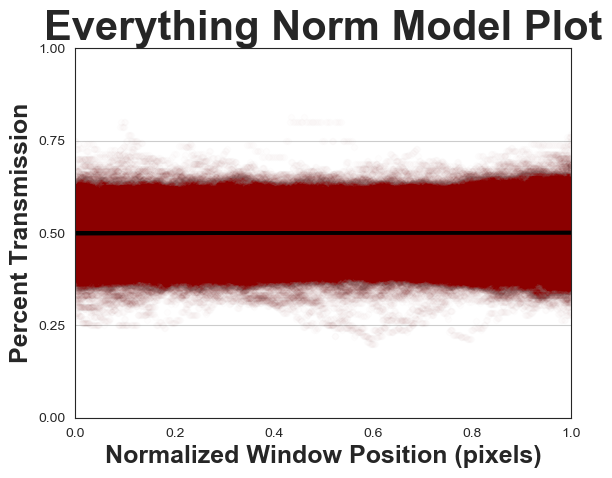 Everything Norm Model Plot
1.00
0.75
0.50
0.25
0.00
Percent Transmission
0.0 0.2 0.4 0.6 0.8 1.0
Normalized Window Position (pixels)